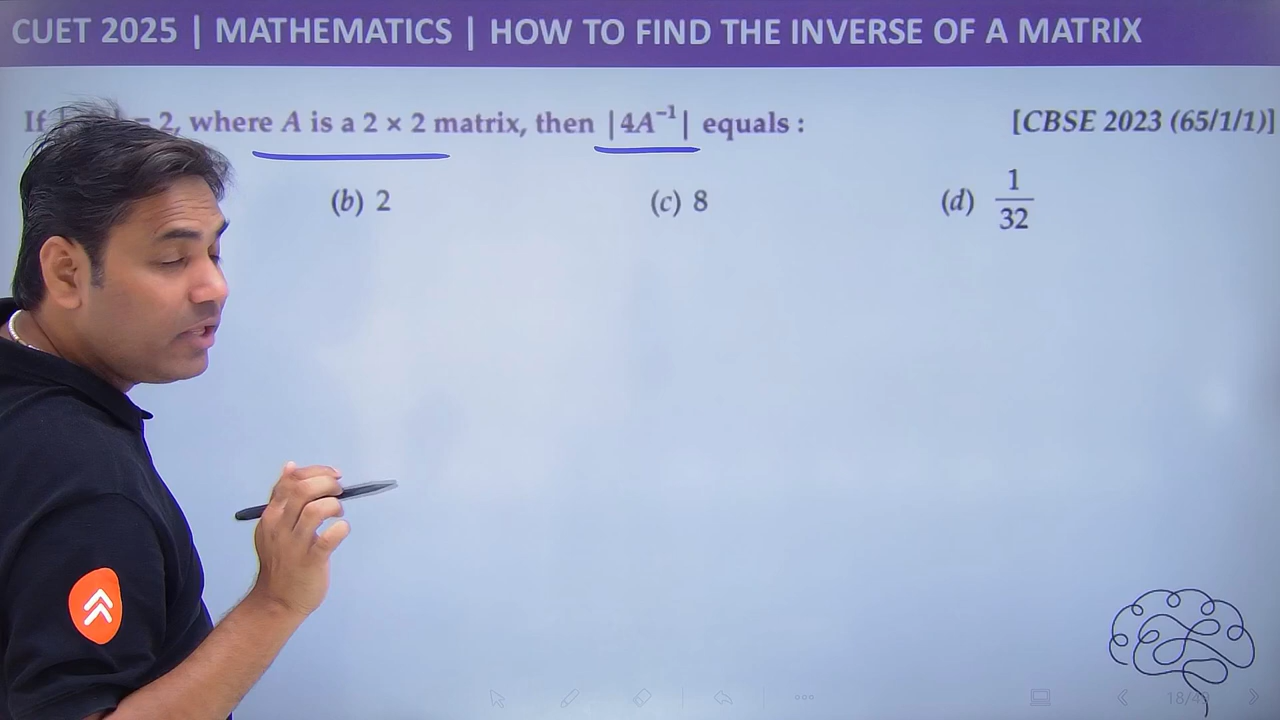 CUET 2025 | MATHEMATICS | HOW TO FIND THE INVERSE OF A MATRIX
If = 2, where A is a 2 × 2 matrix, then |4A⁻¹| equals : [CBSE 2023 (65/1/1)]
(b) 2 (c) 8 (d) 1/32